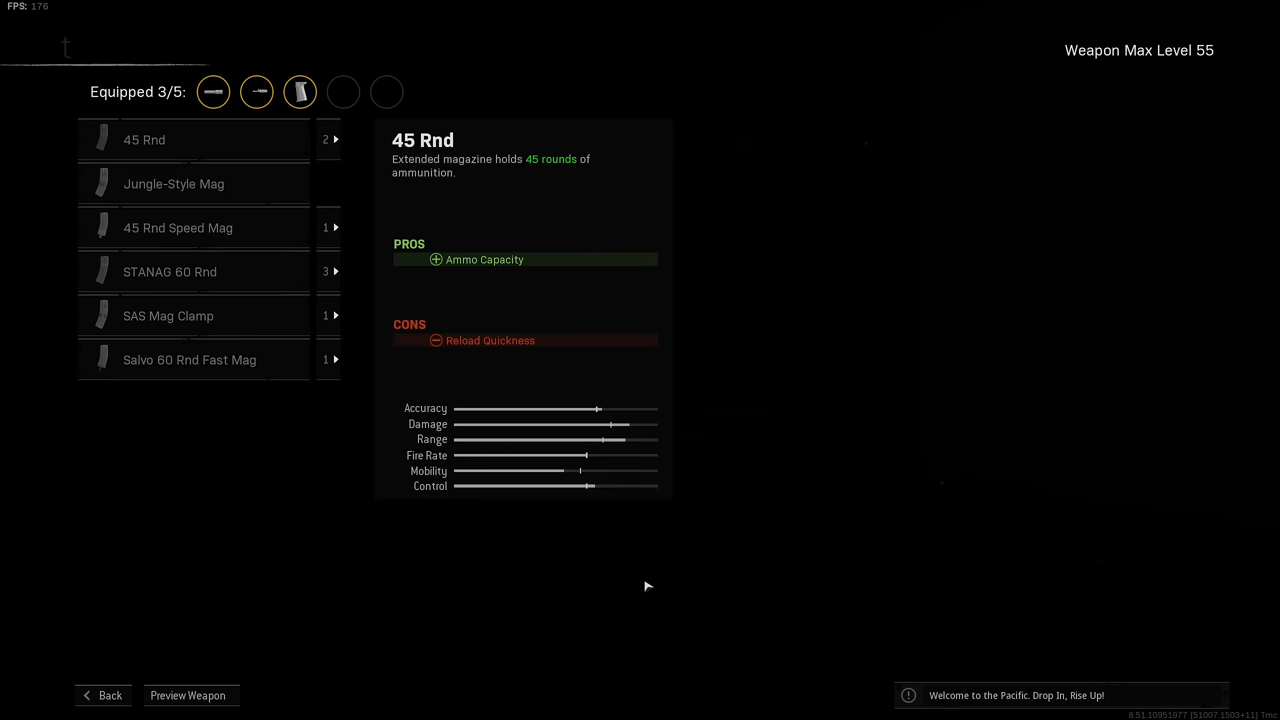 FPS: 176
t
Weapon Max Level 55
Equipped 3/5:
45 Rnd
2
Jungle-Style Mag
45 Rnd Speed Mag
1
STANAG 60 Rnd
3
SAS Mag Clamp
1
Salvo 60 Rnd Fast Mag
1
45 Rnd
Extended magazine holds 45 rounds of
ammunition.
PROS
Ammo Capacity
CONS
Reload Quickness
Accuracy
Damage
Range
Fire Rate
Mobility
Control
Back
Preview Weapon
Welcome to the Pacific. Drop In, Rise Up!